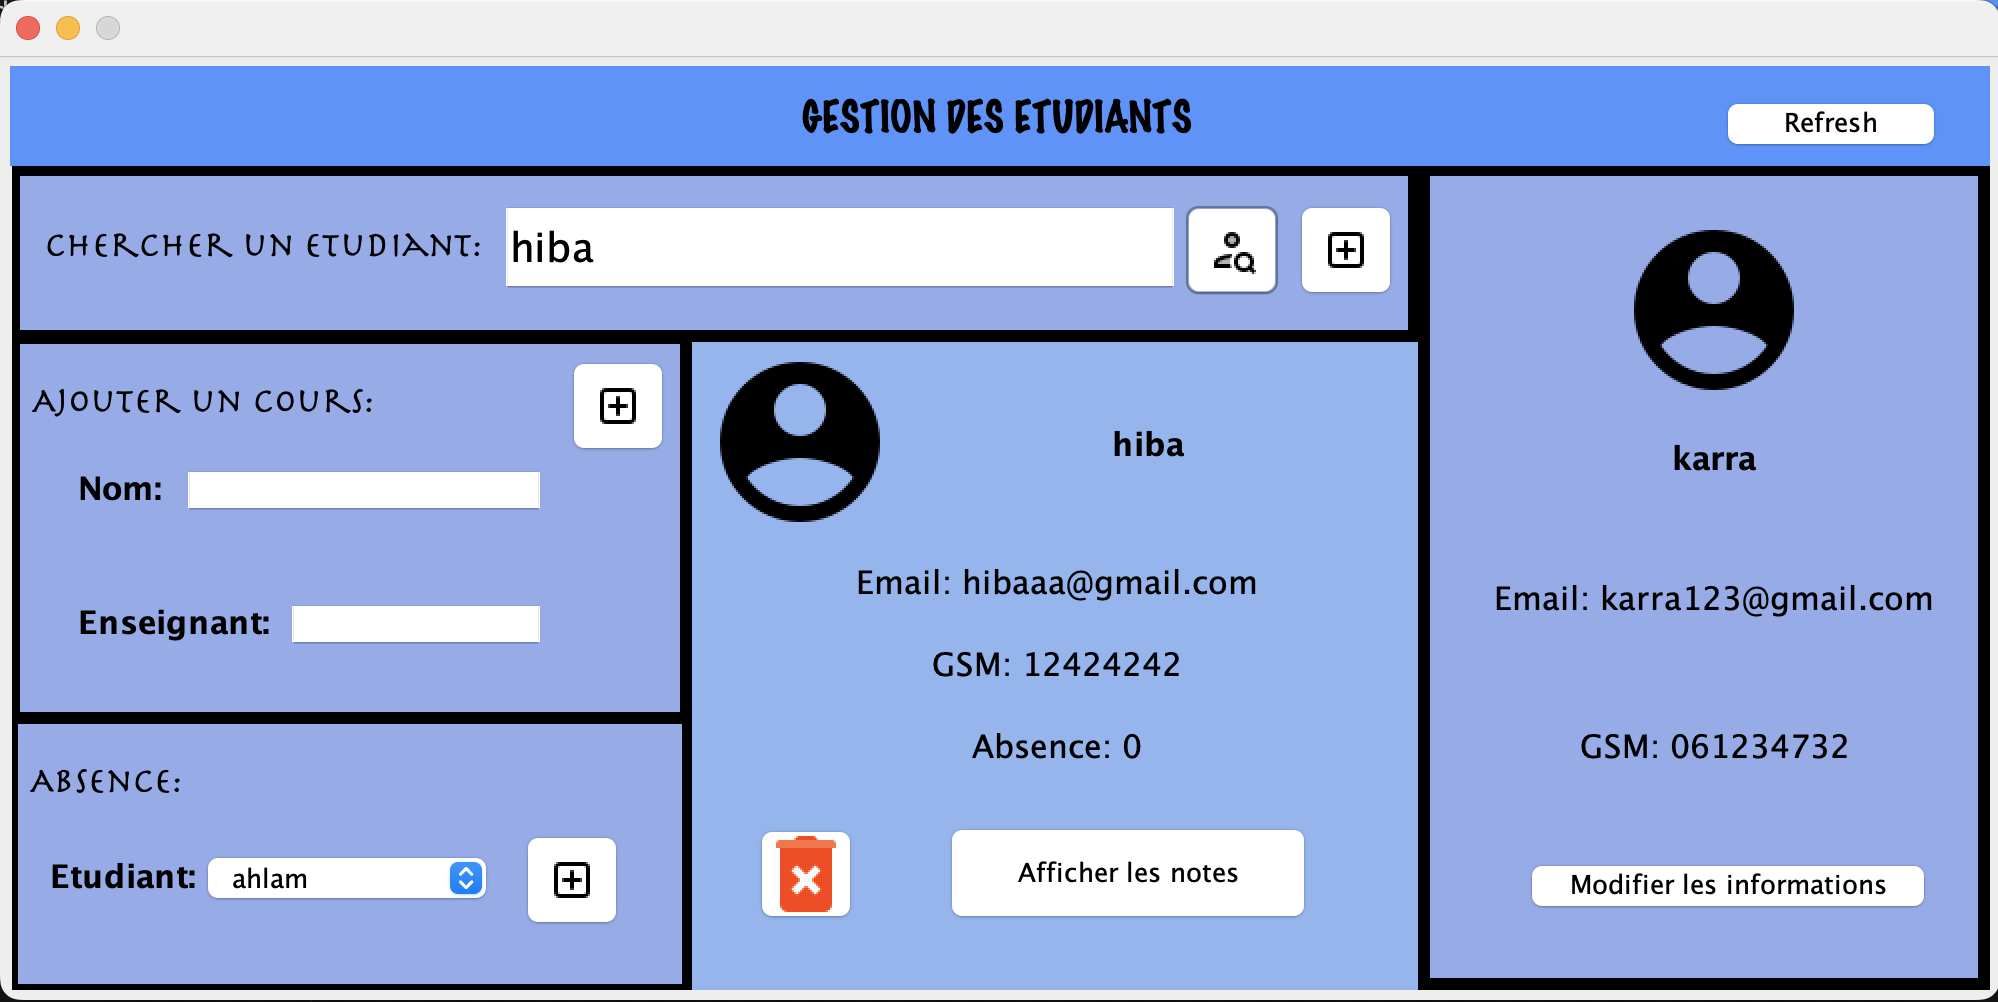 GESTION DES ETUDIANTS
Refresh
CHERCHER UN ETUDIANT:
hiba
AJOUTER UN COURS:
Nom:
Enseignant:
ABSENCE:
Etudiant:
ahlam
hiba
Email: hibaaa@gmail.com
GSM: 12424242
Absence: 0
Afficher les notes
karra
Email: karra123@gmail.com
GSM: 061234732
Modifier les informations